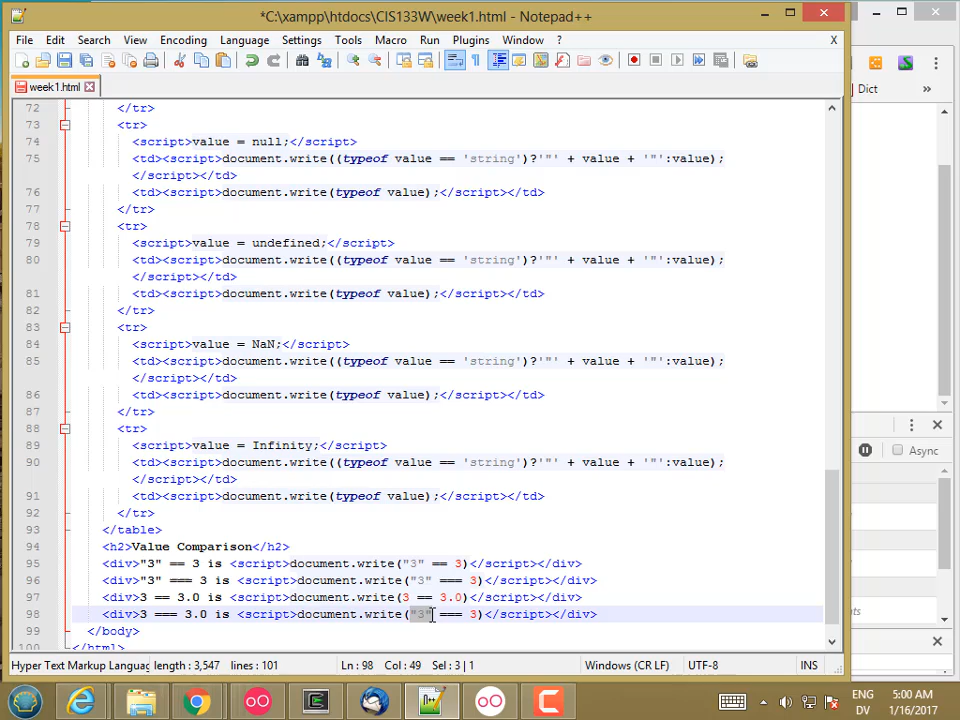 *C:\xampp\htdocs\CIS133W\week1.html - Notepad++
File Edit Search View Encoding Language Settings Tools Macro Run Plugins Window ? X
week1.html
Dict »
72 </tr>
73 <tr>
74 <script>value = null;</script>
75 <td><script>document.write((typeof value == 'string')?'"' + value + '"':value);
</script></td>
76 <td><script>document.write(typeof value);</script></td>
77 </tr>
78 <tr>
79 <script>value = undefined;</script>
80 <td><script>document.write((typeof value == 'string')?'"' + value + '"':value);
</script></td>
81 <td><script>document.write(typeof value);</script></td>
82 </tr>
83 <tr>
84 <script>value = NaN;</script>
85 <td><script>document.write((typeof value == 'string')?'"' + value + '"':value);
</script></td>
86 <td><script>document.write(typeof value);</script></td>
87 </tr>
88 <tr>
89 <script>value = Infinity;</script>
90 <td><script>document.write((typeof value == 'string')?'"' + value + '"':value);
</script></td>
91 <td><script>document.write(typeof value);</script></td>
92 </tr>
93 </table>
94 <h2>Value Comparison</h2>
95 <div>"3" == 3 is <script>document.write("3" == 3)</script></div>
96 <div>"3" === 3 is <script>document.write("3" === 3)</script></div>
97 <div>3 == 3.0 is <script>document.write(3 == 3.0)</script></div>
98 <div>3 === 3.0 is <script>document.write("3" === 3)</script></div>
99 </body>
100 </html>
Async
Hyper Text Markup Languag length : 3,547 lines : 101 Ln : 98 Col : 49 Sel : 3 | 1 Windows (CR LF) UTF-8 INS
ENG 5:00 AM
DV 1/16/2017